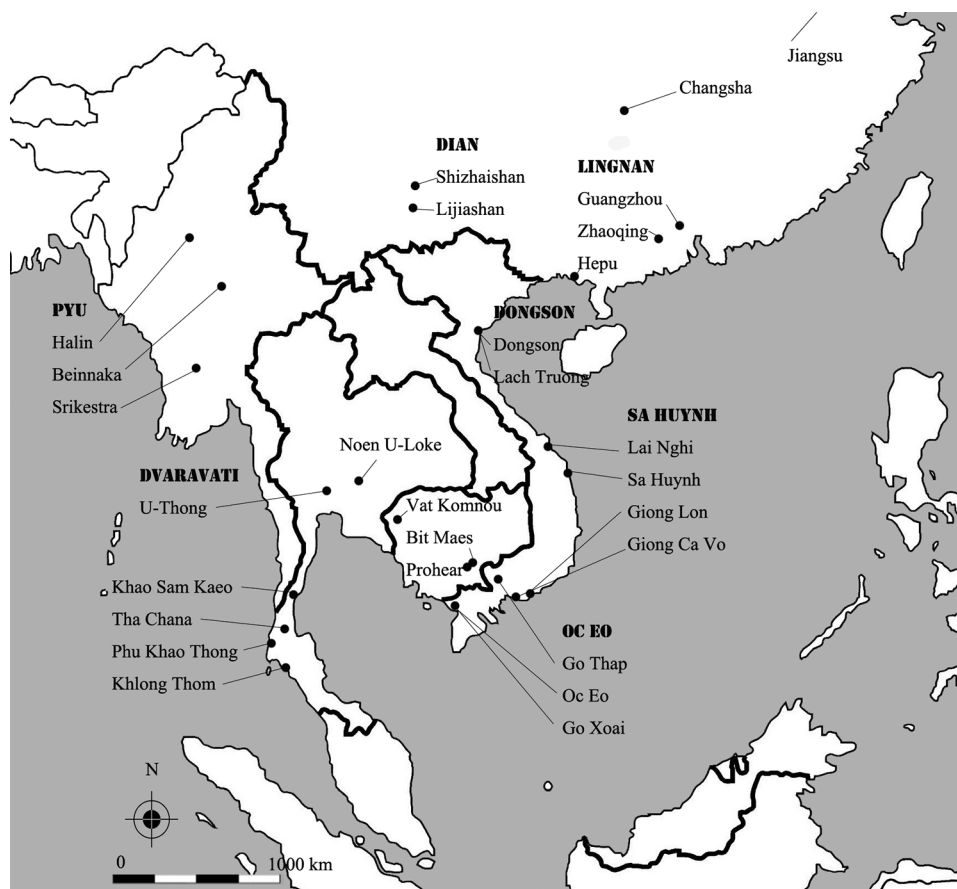 Jiangsu
Changsha
DIAN
Shizhaishan
Lijiashan
LINGNAN
Guangzhou
Zhaoqing
Hepu
PYU
Halin
Beinnaka
Srikestra
DONGSON
Dongson
Lach Truong
SA HUYNH
Lai Nghi
Sa Huynh
Giong Lon
Giong Ca Vo
Noen U-Loke
DVARAVATI
U-Thong
Vat Komnou
Bit Maes
Prohear
Khao Sam Kaeo
Tha Chana
Phu Khao Thong
Khlong Thom
OC EO
Go Thap
Oc Eo
Go Xoai
N
0 1000 km